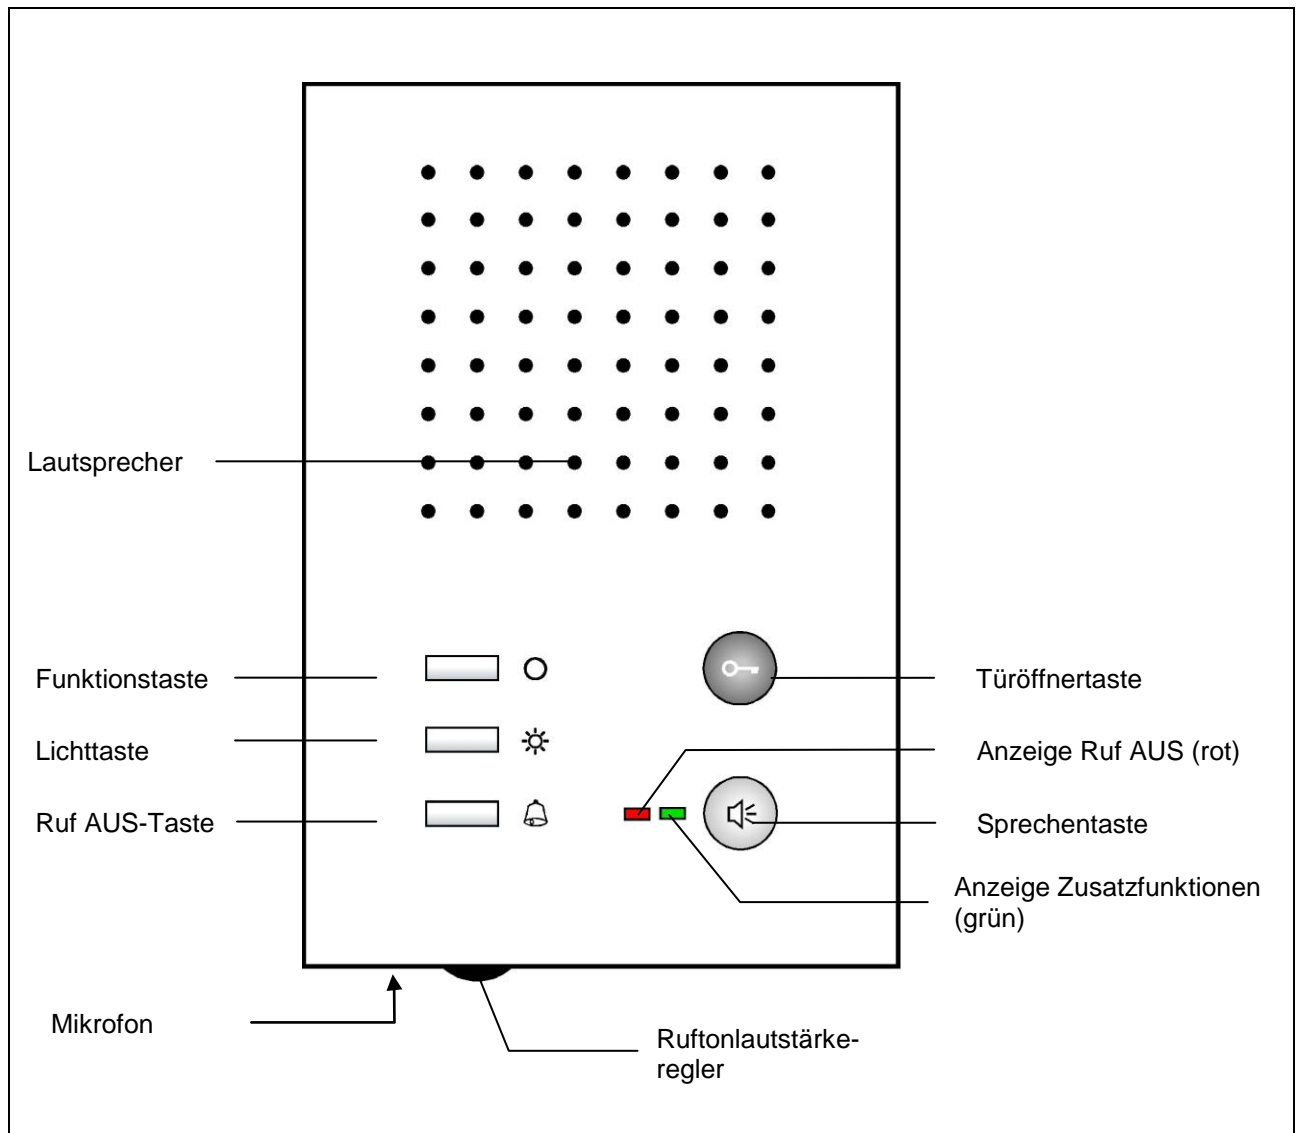 Lautsprecher
Funktionstaste
Lichttaste
Ruf AUS-Taste
Türöffnertaste
Anzeige Ruf AUS (rot)
Sprechentaste
Anzeige Zusatzfunktionen
(grün)
Mikrofon
Ruftonlautstärke-
regler